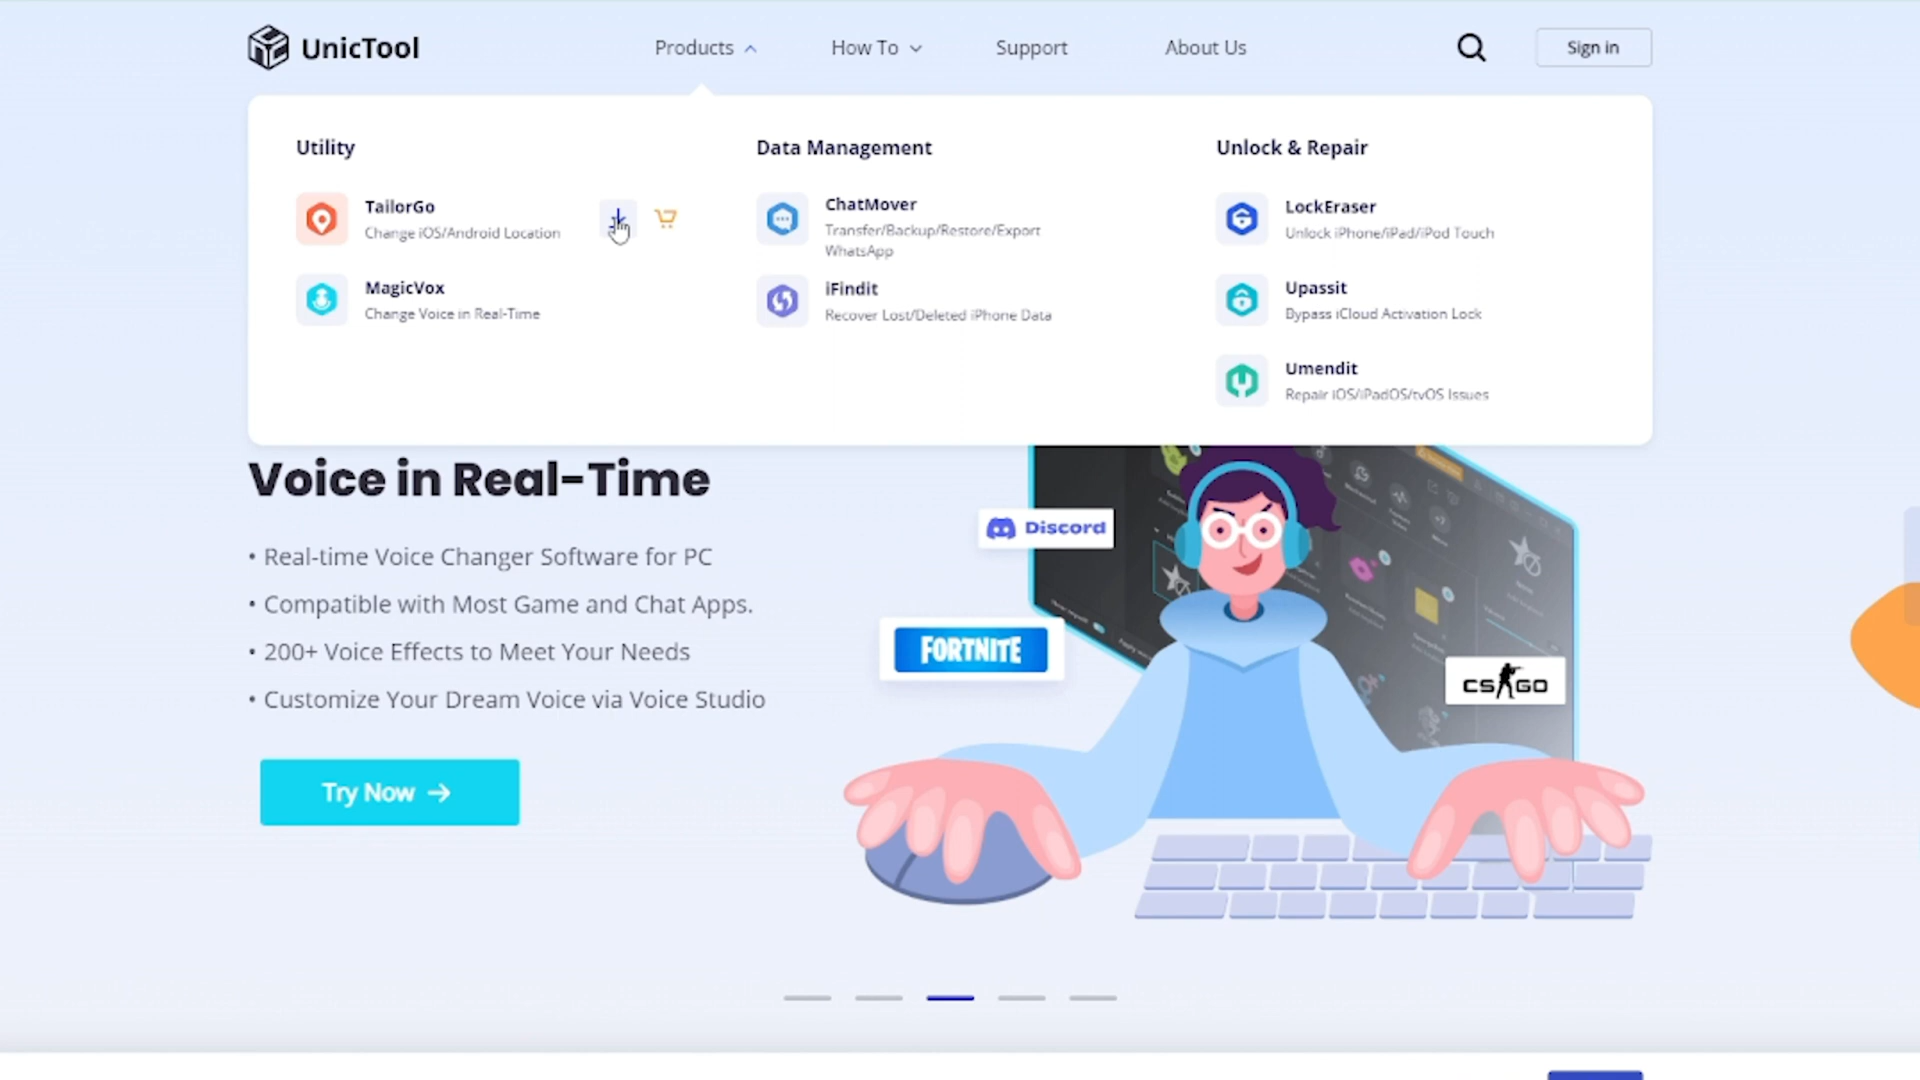 UnicTool
Products
How To
Support
About Us
Sign in
Utility
TailorGo
Change iOS/Android Location
MagicVox
Change Voice in Real-Time
Data Management
ChatMover
Transfer/Backup/Restore/Export
WhatsApp
iFindit
Recover Lost/Deleted iPhone Data
Unlock & Repair
LockEraser
Unlock iPhone/iPad/iPod Touch
Upassit
Bypass iCloud Activation Lock
Umendit
Repair iOS/iPadOS/tvOS Issues
Voice in Real-Time
• Real-time Voice Changer Software for PC
• Compatible with Most Game and Chat Apps.
• 200+ Voice Effects to Meet Your Needs
• Customize Your Dream Voice via Voice Studio
Try Now
Discord
FORTNITE
CS GO